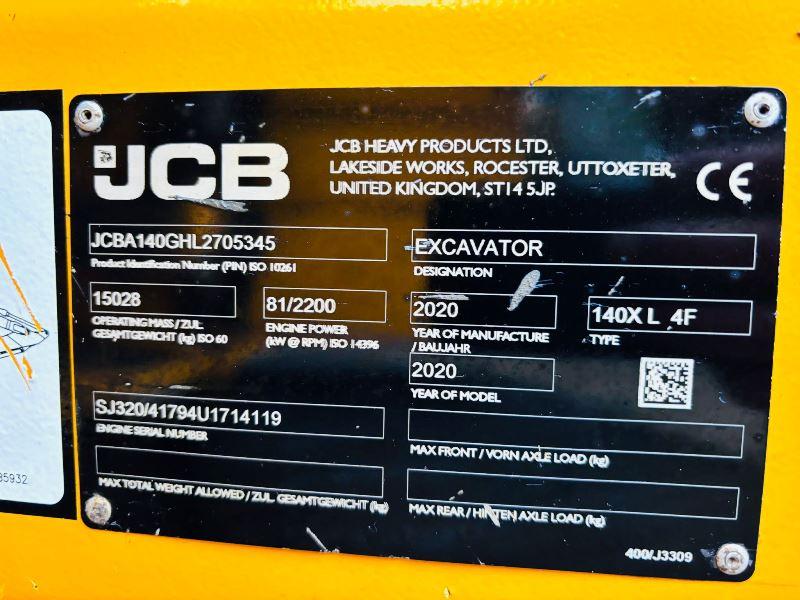 JCB
JCB HEAVY PRODUCTS LTD,
LAKESIDE WORKS, ROCESTER, UTTOXETER,
UNITED KINGDOM, ST14 5JP.
CE
JCBA140GHL2705345
Product Identification Number (PIN) ISO 10261
EXCAVATOR
DESIGNATION
15028
OPERATING MASS / ZUL.
GESAMTGEWICHT (kg) ISO 60
81/2200
ENGINE POWER
(kW @ RPM) ISO 14396
2020
YEAR OF MANUFACTURE
/ BAUJAHR
140X L 4F
TYPE
2020
YEAR OF MODEL
SJ320/41794U1714119
ENGINE SERIAL NUMBER
MAX FRONT / VORN AXLE LOAD (kg)
MAX TOTAL WEIGHT ALLOWED / ZUL. GESAMTGEWICHT (kg)
MAX REAR / HINTEN AXLE LOAD (kg)
400/J3309